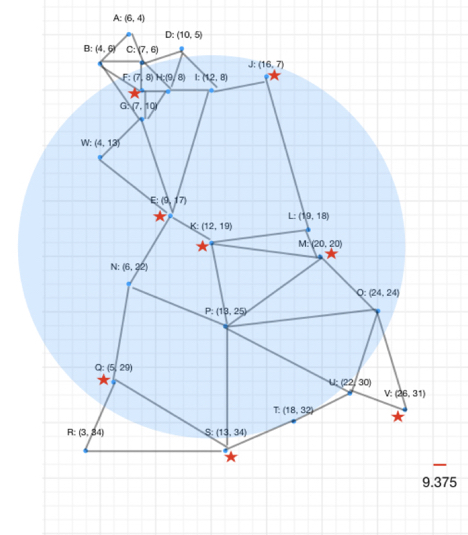 A: (6, 4)
D: (10, 5)
B: (4, 6) C: (7, 6)
J: (16, 7)
F: (7, 8) H:(9, 8) I: (12, 8)
G: (7, 10)
W: (4, 13)
E: (9, 17)
L: (19, 18)
K: (12, 19)
M: (20, 20)
N: (6, 22)
O: (24, 24)
P: (13, 25)
Q: (5, 29)
U: (22, 30)
V: (26, 31)
T: (18, 32)
R: (3, 34) S: (13, 34)
9.375